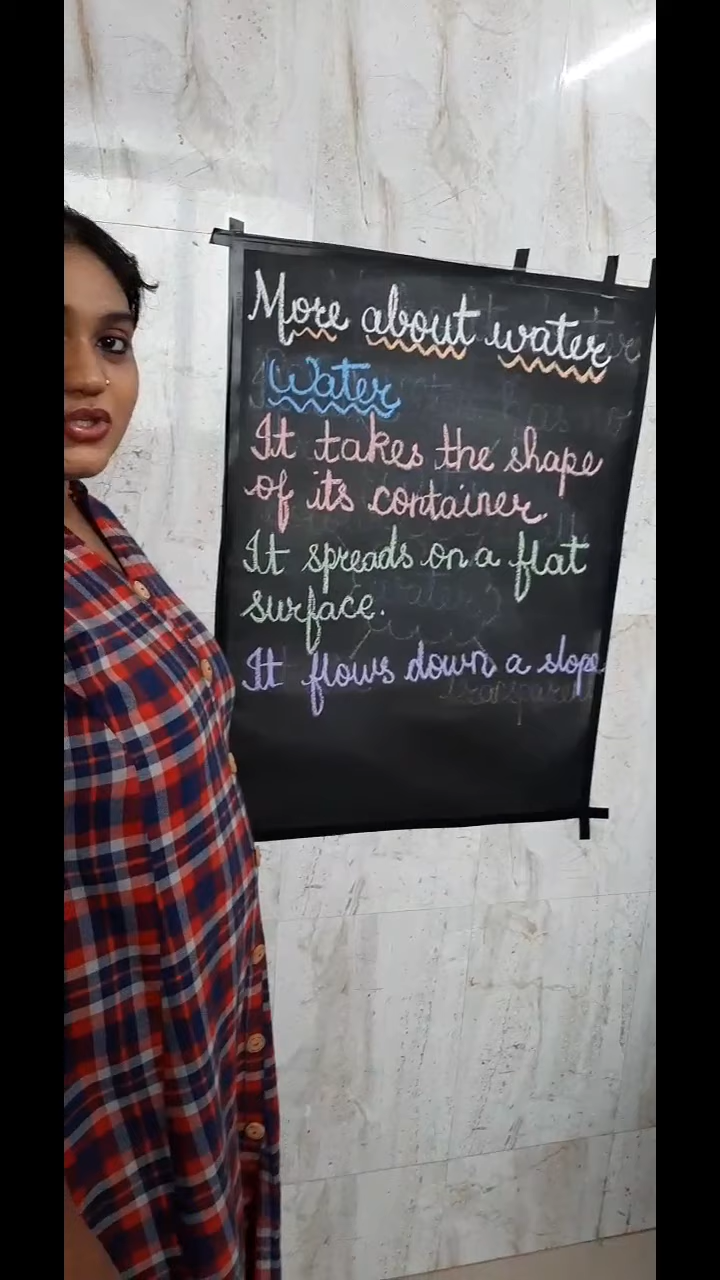 More about water
Water
It takes the shape
of its container
It spreads on a flat
surface.
It flows down a slope